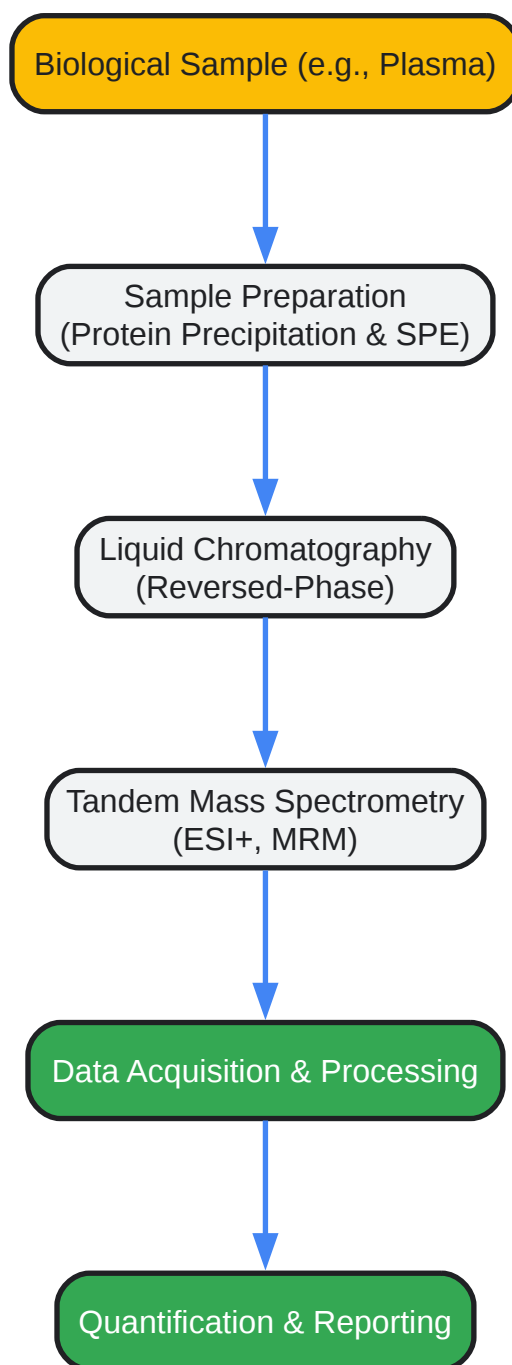 Biological Sample (e.g., Plasma)
Sample Preparation
(Protein Precipitation & SPE)
Liquid Chromatography
(Reversed-Phase)
Tandem Mass Spectrometry
(ESI+, MRM)
Data Acquisition & Processing
Quantification & Reporting